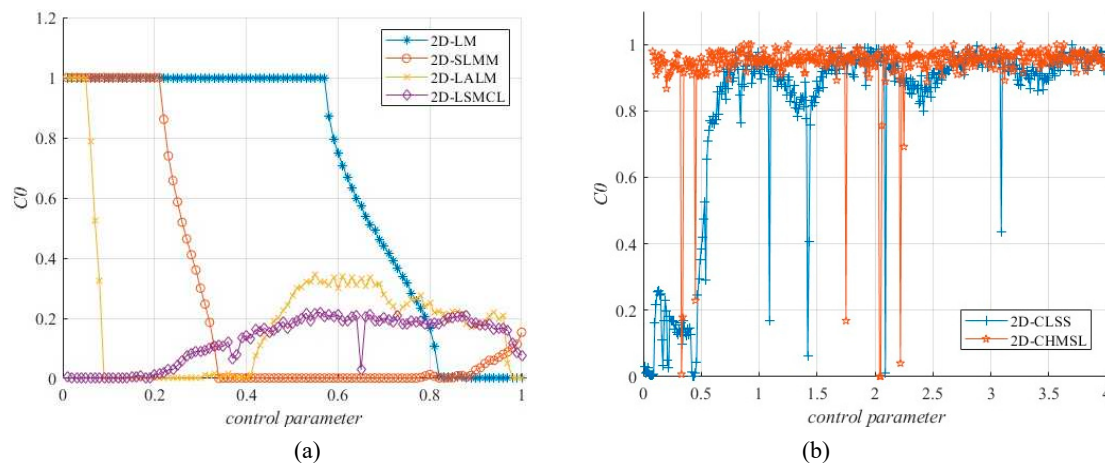 1.2
1
0.8
0.6
0.4
0.2
0
C0
0
0.2
0.4
0.6
0.8
1
control parameter
2D-LM
2D-SLMM
2D-LALM
2D-LSMCL
(a)
1
0.8
0.6
0.4
0.2
0
C0
0
0.5
1
1.5
2
2.5
3
3.5
4
control parameter
2D-CLSS
2D-CHMSL
(b)